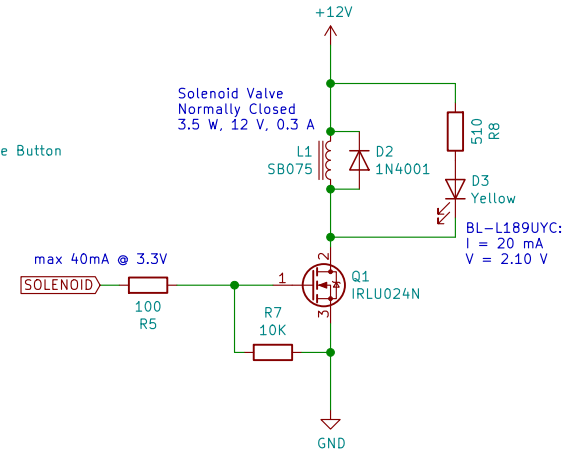 +12V
Solenoid Valve
Normally Closed
3.5 W, 12 V, 0.3 A
510
R8
e Button
L1
SB075
D2
1N4001
D3
Yellow
BL-L189UYC:
I = 20 mA
V = 2.10 V
max 40mA @ 3.3V
2
SOLENOID
1
Q1
IRLU024N
100
R5
R7
10K
3
GND